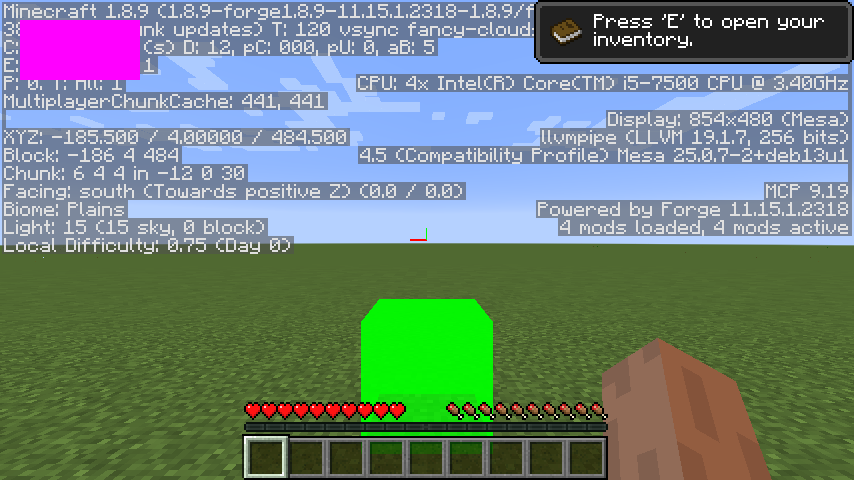 Minecraft 1.8.9 (1.8.9-forge1.8.9-11.15.1.2318-1.8.9/f
Press 'E' to open your
inventory.
38 nk updates) T: 120 vsync fancy-cloud
C: (s) D: 12, pC: 000, pU: 0, aB: 5
E: 1
P: 0. T: All: 1
CPU: 4x Intel(R) Core(TM) i5-7500 CPU @ 3.40GHz
MultiplayerChunkCache: 441, 441
Display: 854x480 (Mesa)
XYZ: -185.500 / 4.00000 / 484.500
llvmpipe (LLVM 19.1.7, 256 bits)
Block: -186 4 484
4.5 (Compatibility Profile) Mesa 25.0.7-2+deb13u1
Chunk: 6 4 4 in -12 0 30
Facing: south (Towards positive Z) (0.0 / 0.0)
MCP 9.19
Biome: Plains
Powered by Forge 11.15.1.2318
Light: 15 (15 sky, 0 block)
4 mods loaded, 4 mods active
Local Difficulty: 0.75 (Day 0)